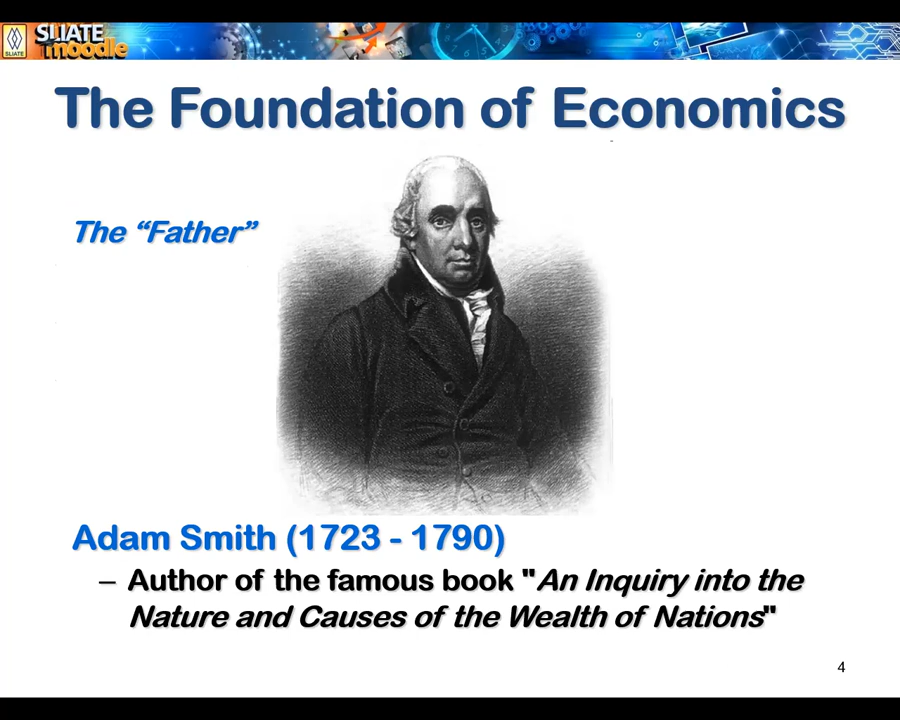 SLIATE
SLIATE
moodle
The Foundation of Economics
The “Father”
Adam Smith (1723 - 1790)
– Author of the famous book "An Inquiry into the
Nature and Causes of the Wealth of Nations"
4